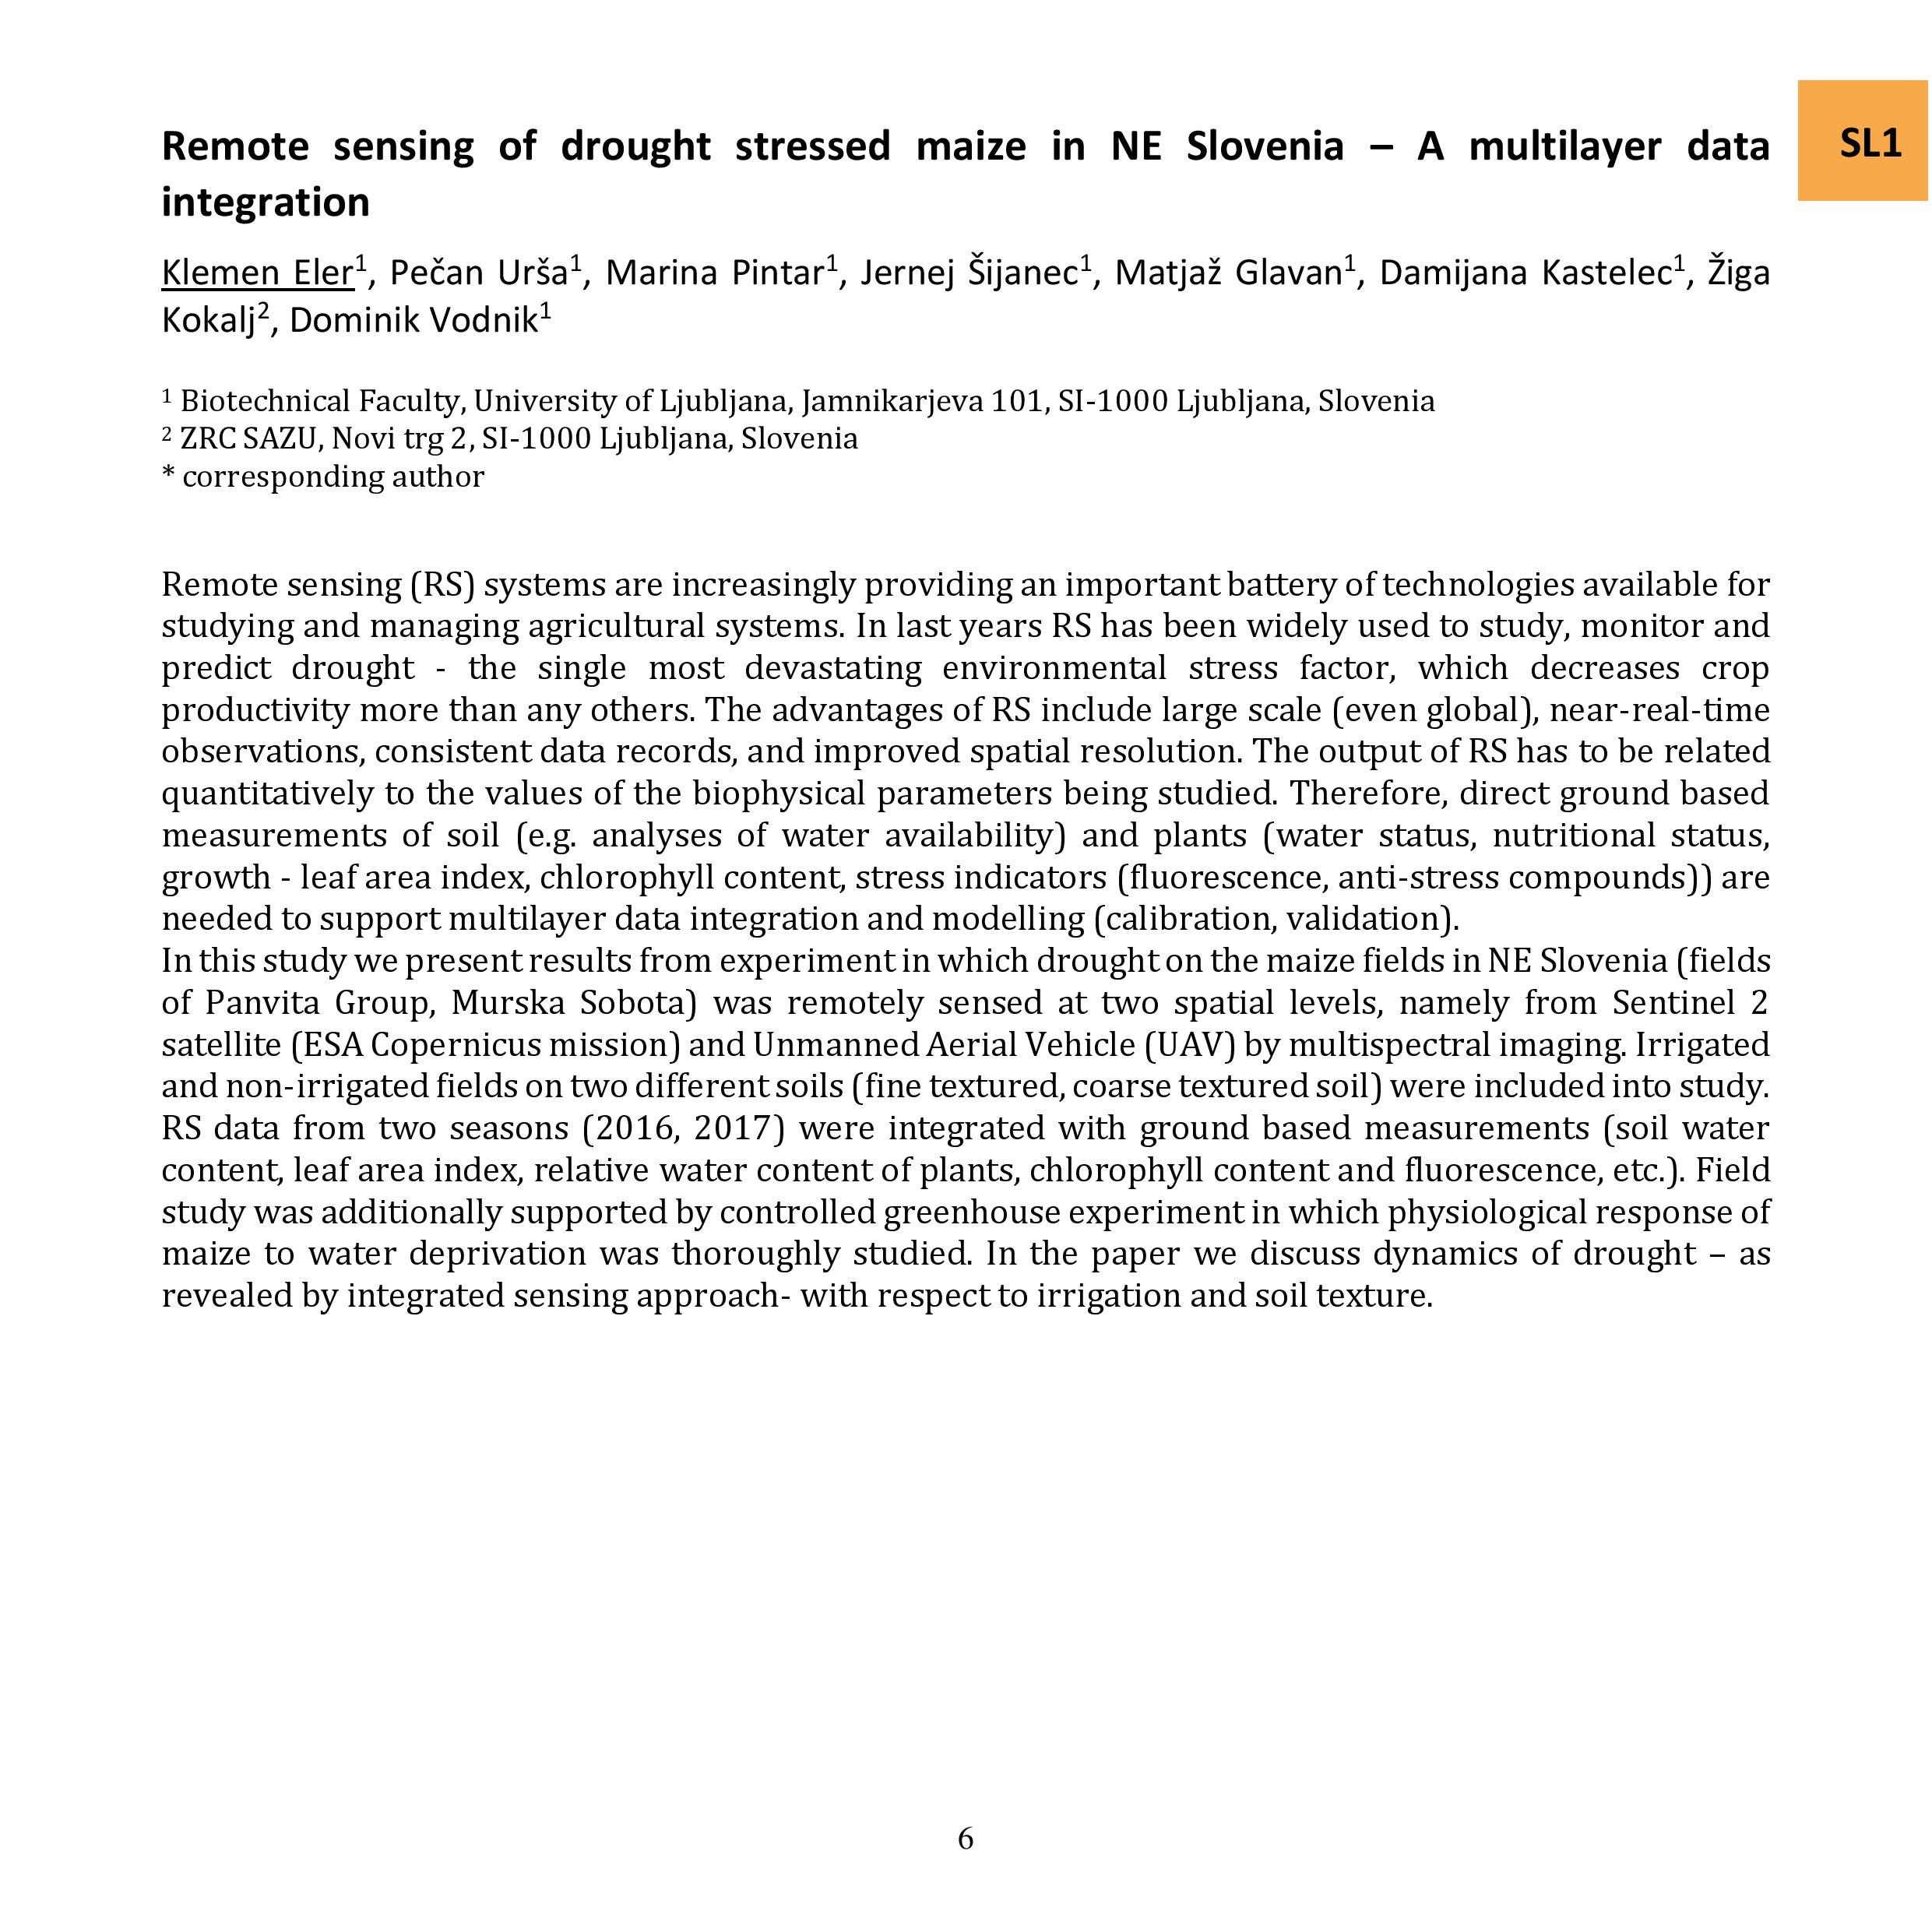 Remote sensing of drought stressed maize in NE Slovenia – A multilayer data
integration
SL1
Klemen Eler1, Pečan Urša1, Marina Pintar1, Jernej Šijanec1, Matjaž Glavan1, Damijana Kastelec1, Žiga
Kokalj2, Dominik Vodnik1
1 Biotechnical Faculty, University of Ljubljana, Jamnikarjeva 101, SI-1000 Ljubljana, Slovenia
2 ZRC SAZU, Novi trg 2, SI-1000 Ljubljana, Slovenia
* corresponding author
Remote sensing (RS) systems are increasingly providing an important battery of technologies available for
studying and managing agricultural systems. In last years RS has been widely used to study, monitor and
predict drought - the single most devastating environmental stress factor, which decreases crop
productivity more than any others. The advantages of RS include large scale (even global), near-real-time
observations, consistent data records, and improved spatial resolution. The output of RS has to be related
quantitatively to the values of the biophysical parameters being studied. Therefore, direct ground based
measurements of soil (e.g. analyses of water availability) and plants (water status, nutritional status,
growth - leaf area index, chlorophyll content, stress indicators (fluorescence, anti-stress compounds)) are
needed to support multilayer data integration and modelling (calibration, validation).
In this study we present results from experiment in which drought on the maize fields in NE Slovenia (fields
of Panvita Group, Murska Sobota) was remotely sensed at two spatial levels, namely from Sentinel 2
satellite (ESA Copernicus mission) and Unmanned Aerial Vehicle (UAV) by multispectral imaging. Irrigated
and non-irrigated fields on two different soils (fine textured, coarse textured soil) were included into study.
RS data from two seasons (2016, 2017) were integrated with ground based measurements (soil water
content, leaf area index, relative water content of plants, chlorophyll content and fluorescence, etc.). Field
study was additionally supported by controlled greenhouse experiment in which physiological response of
maize to water deprivation was thoroughly studied. In the paper we discuss dynamics of drought – as
revealed by integrated sensing approach- with respect to irrigation and soil texture.
6